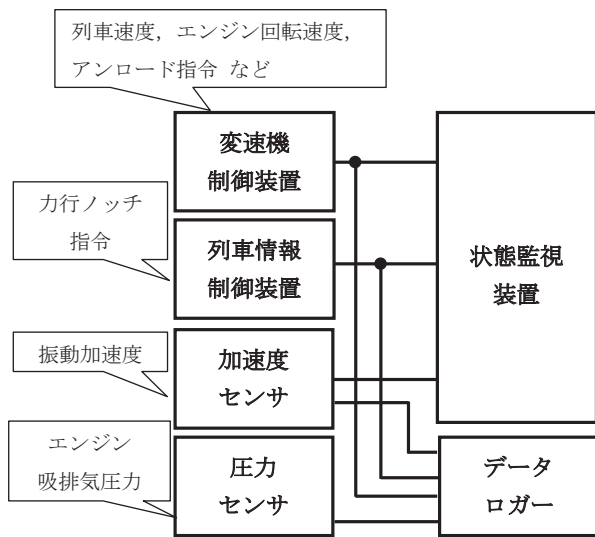 列車速度，エンジン回転速度，
アンロード指令 など
変速機
制御装置
力行ノッチ
指令
列車情報
制御装置
状態監視
装置
振動加速度
加速度
センサ
エンジン
吸排気圧力
圧力
センサ
データ
ロガー